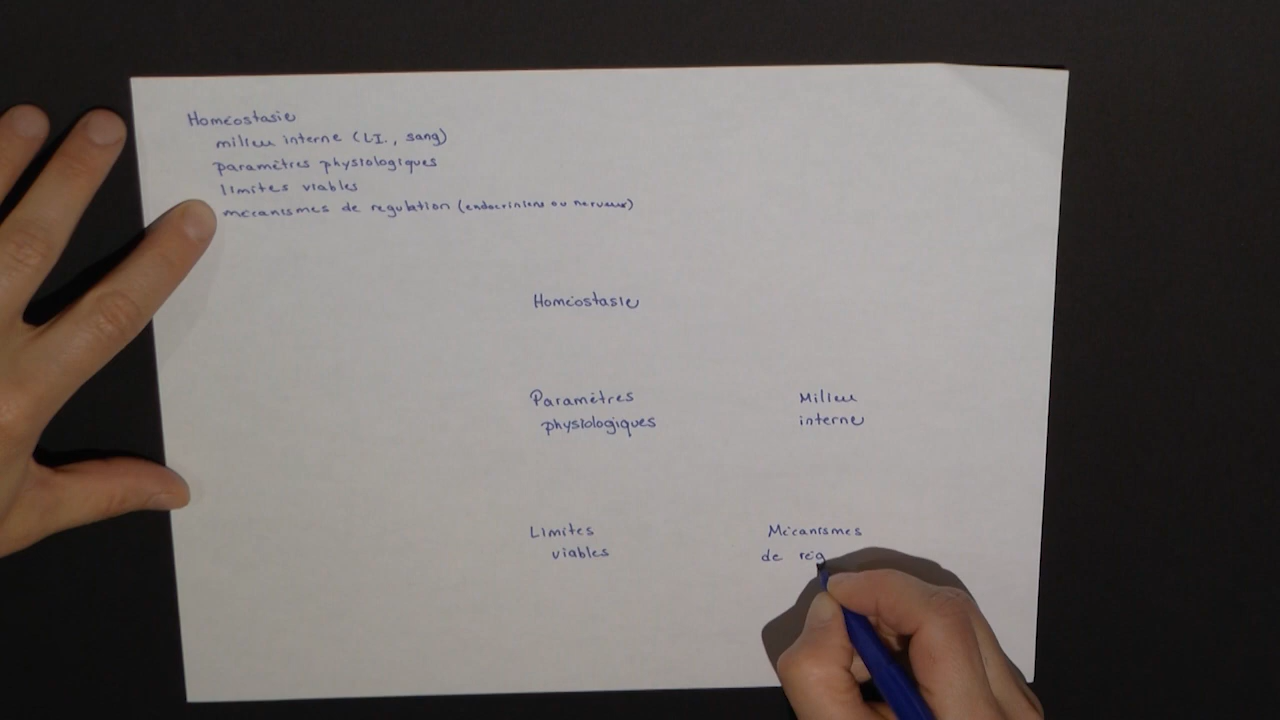 Homéostasie
milieu interne (L.I., sang)
paramètres physiologiques
limites viables
mécanismes de régulation (endocriniens ou nerveux)
Homéostasie
Paramètres Milieu
physiologiques interne
Limites Mécanismes
viables de rég